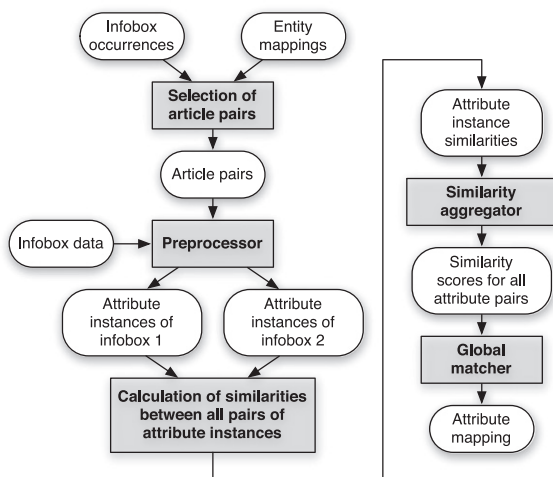 Infobox
occurrences
Entity
mappings
Selection of
article pairs
Article pairs
Infobox data
Preprocessor
Attribute
instances of
infobox 1
Attribute
instances of
infobox 2
Calculation of similarities
between all pairs of
attribute instances
Attribute
instance
similarities
Similarity
aggregator
Similarity
scores for all
attribute pairs
Global
matcher
Attribute
mapping